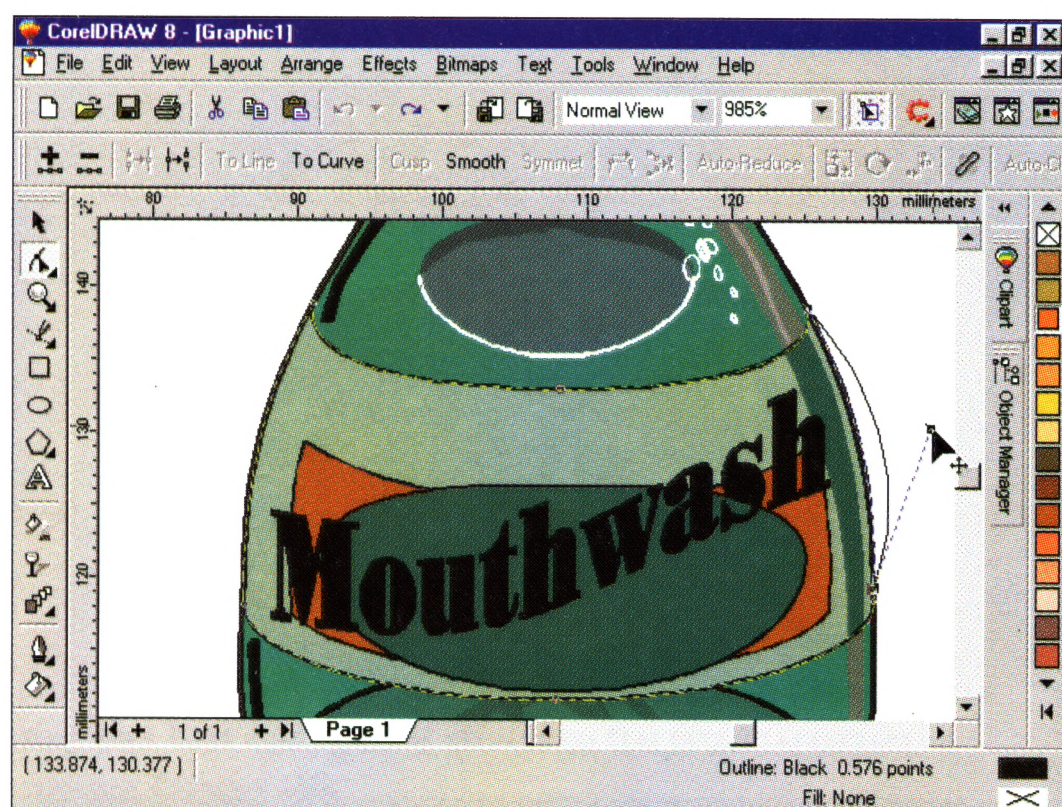 CorelDRAW 8 - [Graphic1]
File Edit View Layout Arrange Effects Bitmaps Text Tools Window Help
Normal View 985%
To Line To Curve Cusp Smooth Symmet Auto-Reduce
80 90 100 110 120 130 millimeters
140
130
120
millimeters
Clipart
Object Manager
Mouthwash
1 of 1 Page 1
(133.874, 130.377) Outline: Black 0.576 points
Fill: None